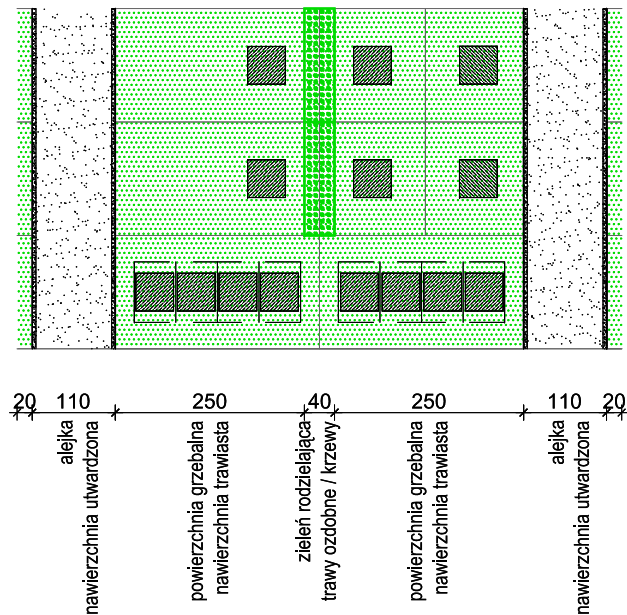 20 110 250 40 250 110 20
alejka
nawierzchnia utwardzona
powierzchnia grzebalna
nawierzchnia trawiasta
zieleń rodzielająca
trawy ozdobne / krzewy
powierzchnia grzebalna
nawierzchnia trawiasta
alejka
nawierzchnia utwardzona